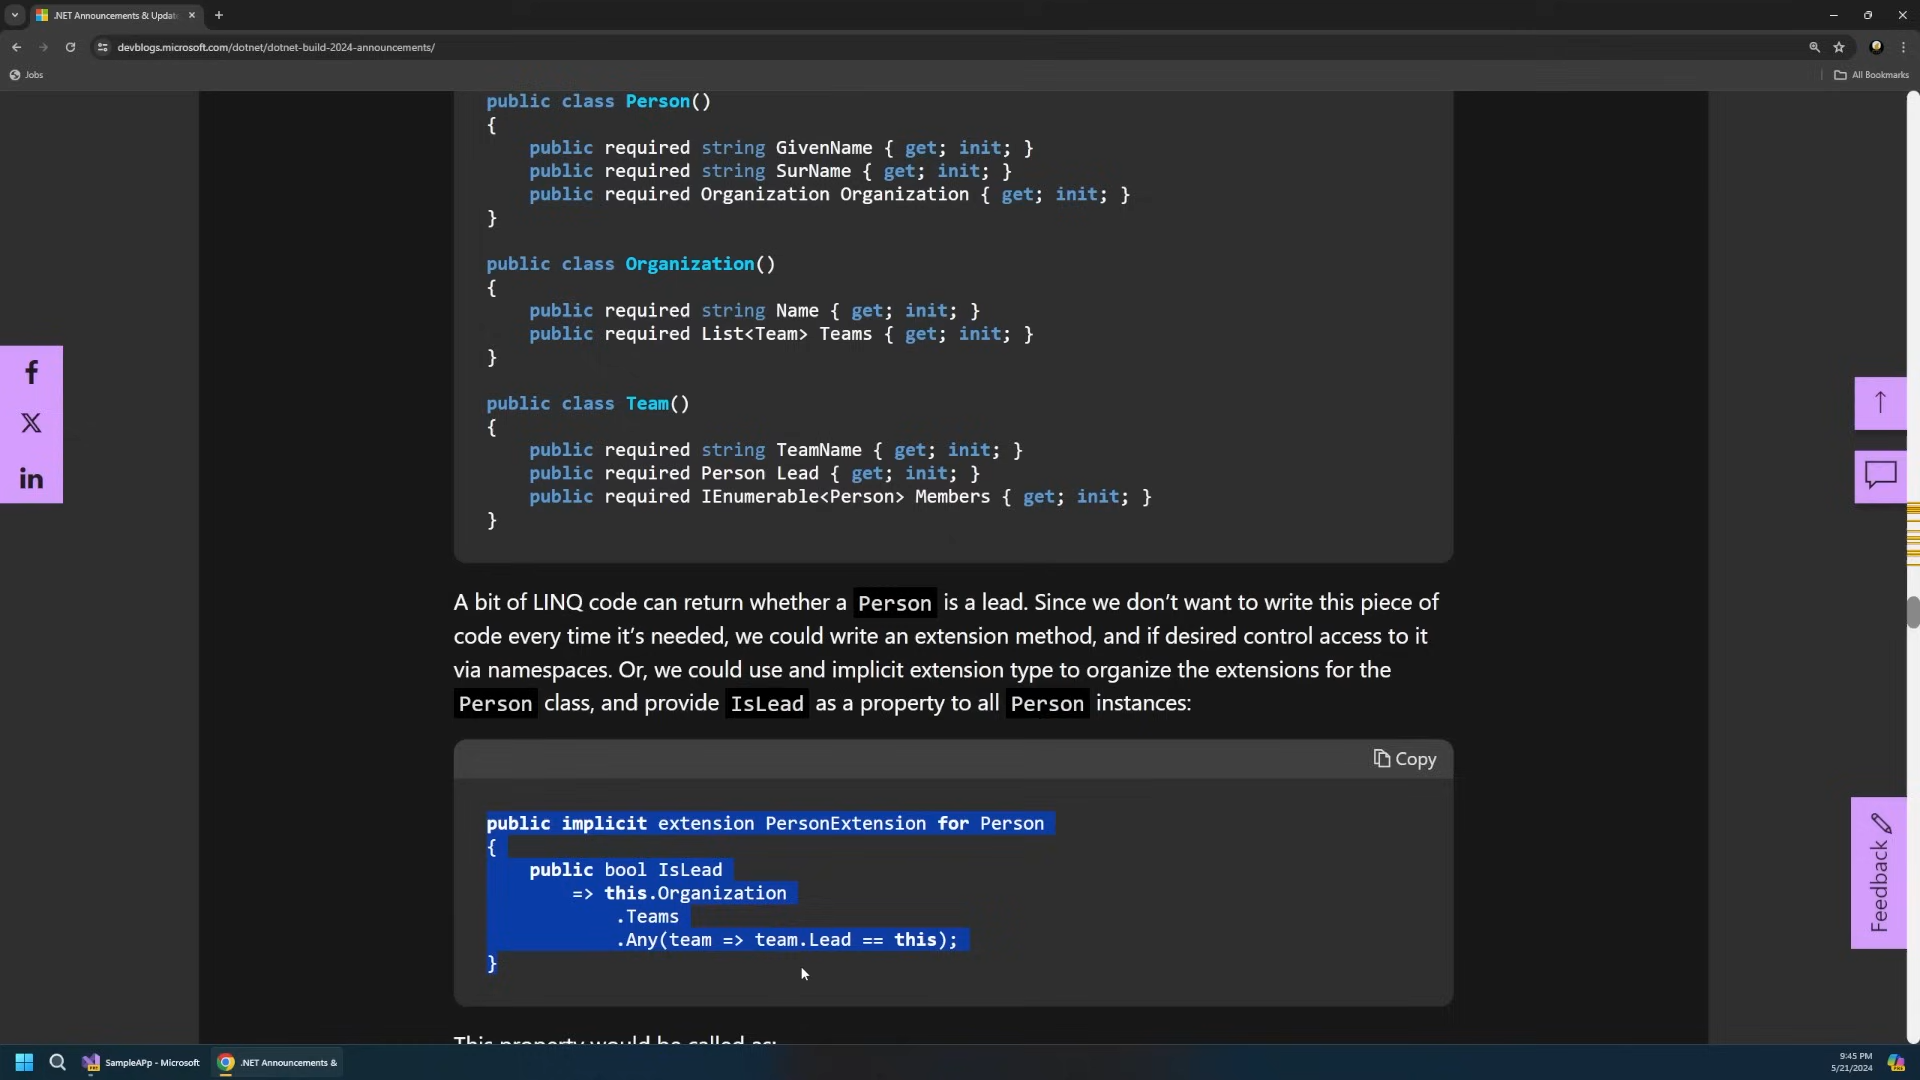 .NET Announcements & Upda
devblogs.microsoft.com/dotnet/dotnet-build-2024-announcements/
Jobs
All Bookmarks
public class Person()
{
public required string GivenName { get; init; }
public required string SurName { get; init; }
public required Organization Organization { get; init; }
}
public class Organization()
{
public required string Name { get; init; }
public required List<Team> Teams { get; init; }
}
public class Team()
{
public required string TeamName { get; init; }
public required Person Lead { get; init; }
public required IEnumerable<Person> Members { get; init; }
}
A bit of LINQ code can return whether a Person is a lead. Since we don’t want to write this piece of
code every time it’s needed, we could write an extension method, and if desired control access to it
via namespaces. Or, we could use and implicit extension type to organize the extensions for the
Person class, and provide IsLead as a property to all Person instances:
Copy
public implicit extension PersonExtension for Person
{
public bool IsLead
=> this.Organization
.Teams
.Any(team => team.Lead == this);
}
This property would be called as:
Feedback
SampleAPp - Microsoft
.NET Announcements &
9:45 PM
5/21/2024